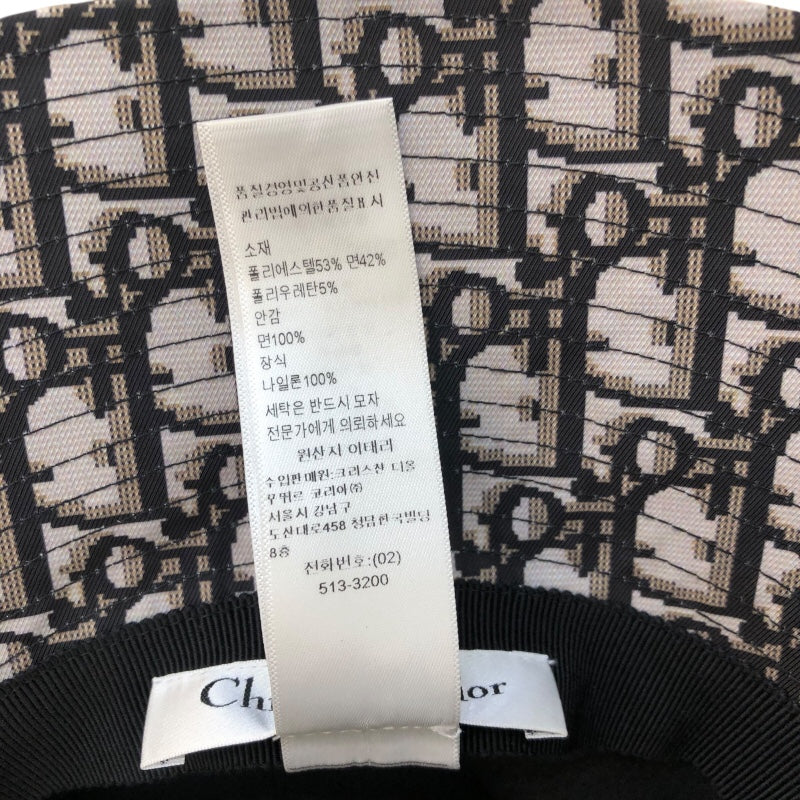 품질경영및공산품안전
관리법에의한품질표시
소재
폴리에스텔53% 면42%
폴리우레탄5%
안감
면100%
장식
나일론100%
세탁은 반드시 모자
전문가에게 의뢰하세요
원산지 이태리
수입판매원:크리스챤 디올
꾸뛰르 코리아㈜
서울시 강남구
도산대로458 청담한국빌딩
8층
전화번호:(02)
513-3200
Ch
ior